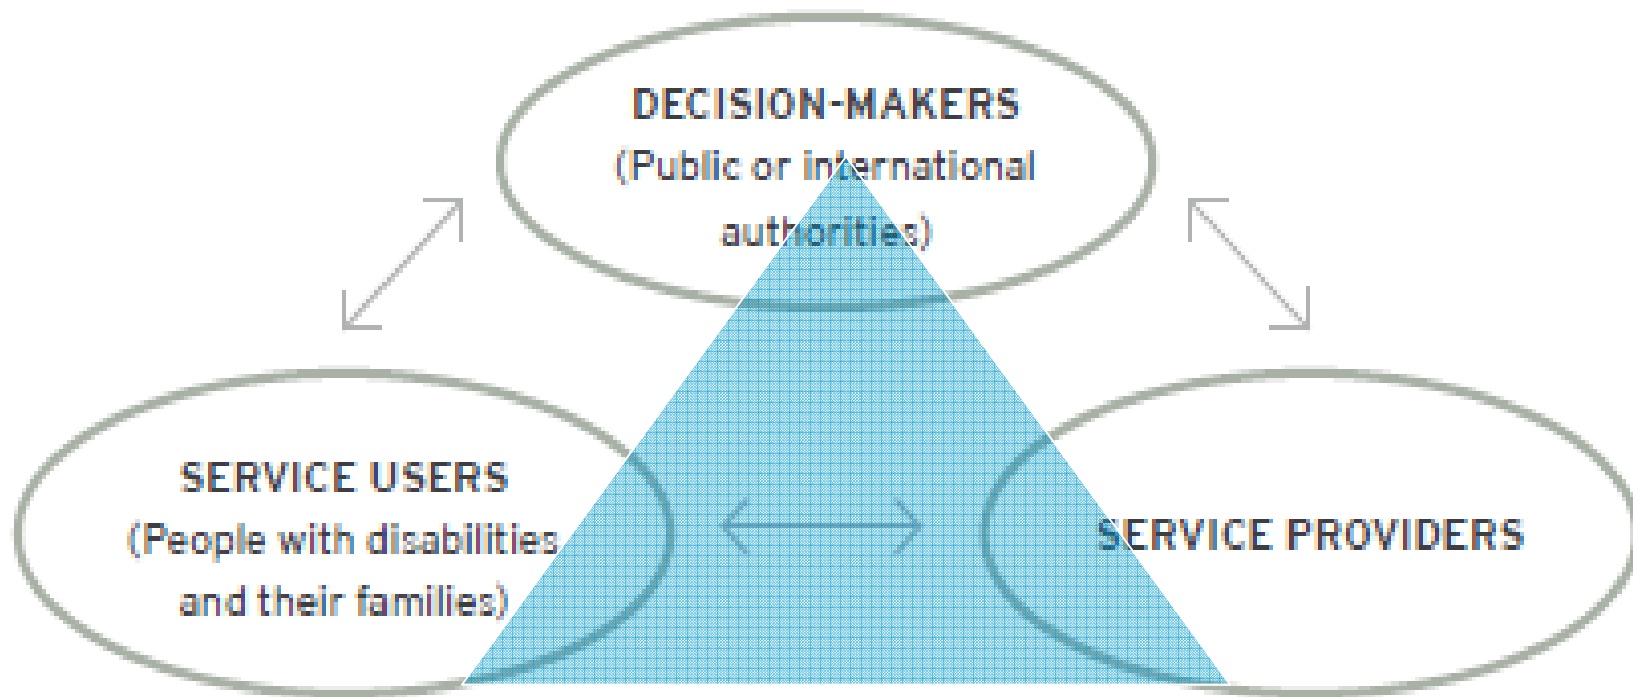 DECISION-MAKERS
(Public or international
authorities)
SERVICE USERS
(People with disabilities
and their families)
SERVICE PROVIDERS